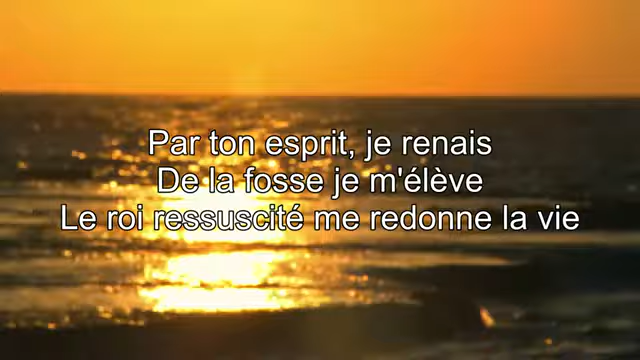 Par ton esprit, je renais
De la fosse je m'élève
Le roi ressuscité me redonne la vie